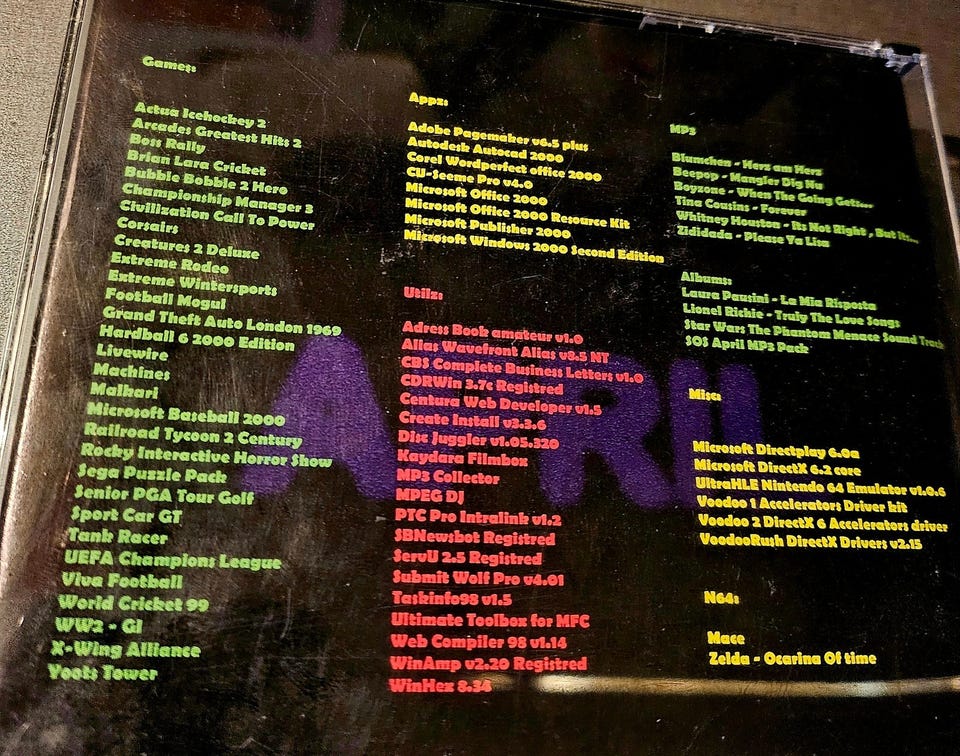 Games:
Actua Icehockey 2
Arcades Greatest Hits 2
Boss Rally
Brian Lara Cricket
Bubble Bobble 2 Hero
Championship Manager 3
Civilization Call To Power
Corsairs
Creatures 2 Deluxe
Extreme Rodeo
Extreme Wintersports
Football Mogul
Grand Theft Auto London 1969
Hardball 6 2000 Edition
Livewire
Machines
Malkari
Microsoft Baseball 2000
Railroad Tycoon 2 Century
Rocky Interactive Horror Show
Sega Puzzle Pack
Senior PGA Tour Golf
Sport Car GT
Tank Racer
UEFA Champions League
Viva Football
World Cricket 99
WW2 - GI
X-Wing Alliance
Yoots Tower
Appz:
Adobe Pagemaker v6.5 plus
Autodesk Autocad 2000
Corel Wordperfect office 2000
CU-Seeme Pro v4.0
Microsoft Office 2000
Microsoft Office 2000 Resource Kit
Microsoft Publisher 2000
Microsoft Windows 2000 Second Edition
Utilz:
Adress Book amateur v1.0
Alias Wavefront Alias v8.5 NT
CBS Complete Business Letters v1.0
CDRWin 3.7c Registred
Centura Web Developer v1.5
Create Install v3.3.6
Disc Juggler v1.05.320
Kaydara Filmbox
MP3 Collector
MPEG DJ
PTC Pro Intralink v1.2
SBNewsbot Registred
ServU 2.5 Registred
Submit Wolf Pro v4.01
Taskinfo98 v1.5
Ultimate Toolbox for MFC
Web Compiler 98 v1.14
WinAmp v2.20 Registred
WinHex 8.34
MP3
Blumchen - Herz am Herz
Beepop - Mangler Dig Nu
Boyzone - When The Going Gets...
Tina Cousins - Forever
Whitney Houston - Its Not Right , But It...
Zididada - Please Ya Lisa
Albums:
Laura Pausini - La Mia Risposta
Lionel Richie - Truly The Love Songs
Star Wars The Phantom Menace Sound Track
SOS April MP3 Pack
Misc:
Microsoft Directplay 6.0a
Microsoft DirectX 6.2 core
UltraHLE Nintendo 64 Emulator v1.0.6
Voodoo 1 Accelerators Driver kit
Voodoo 2 DirectX 6 Accelerators driver
VoodooRush DirectX Drivers v2.15
N64:
Mace
Zelda - Ocarina Of time
APRIL